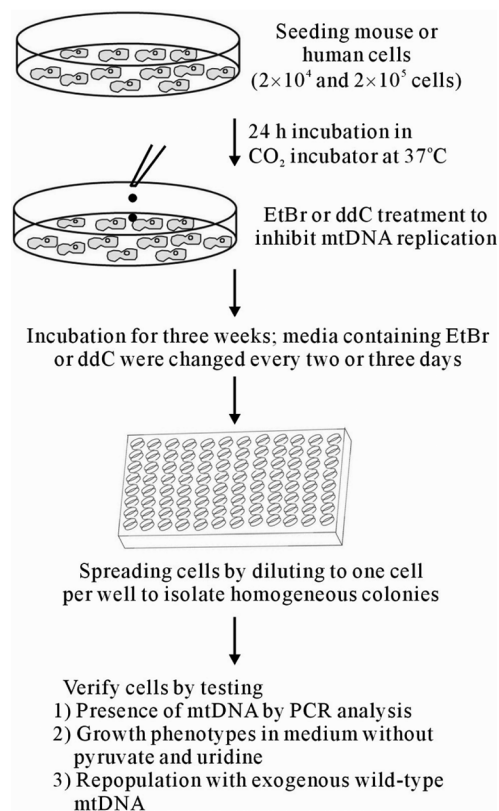 Seeding mouse or
human cells
(2×10⁴ and 2×10⁵ cells)
24 h incubation in
CO₂ incubator at 37°C
EtBr or ddC treatment to
inhibit mtDNA replication
Incubation for three weeks; media containing EtBr
or ddC were changed every two or three days
Spreading cells by diluting to one cell
per well to isolate homogeneous colonies
Verify cells by testing
1) Presence of mtDNA by PCR analysis
2) Growth phenotypes in medium without
pyruvate and uridine
3) Repopulation with exogenous wild-type
mtDNA